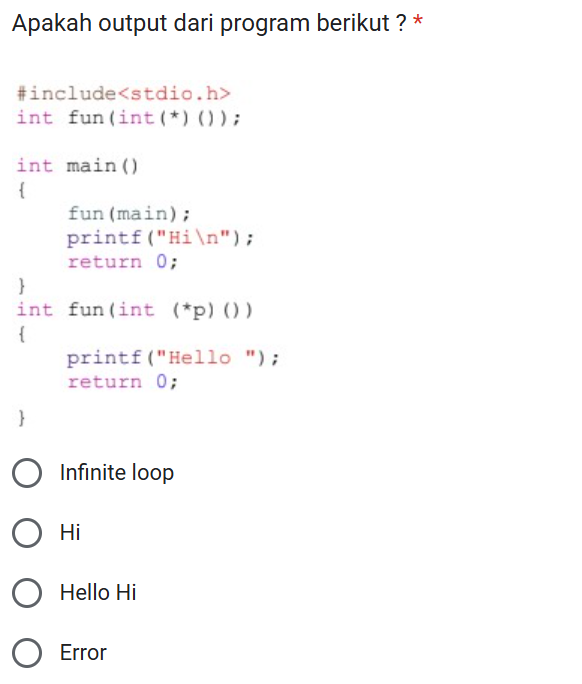 Apakah output dari program berikut ? *
#include<stdio.h>
int fun(int(*)());
int main()
{
fun(main);
printf("Hi\n");
return 0;
}
int fun(int (*p)())
{
printf("Hello ");
return 0;
}
Infinite loop
Hi
Hello Hi
Error